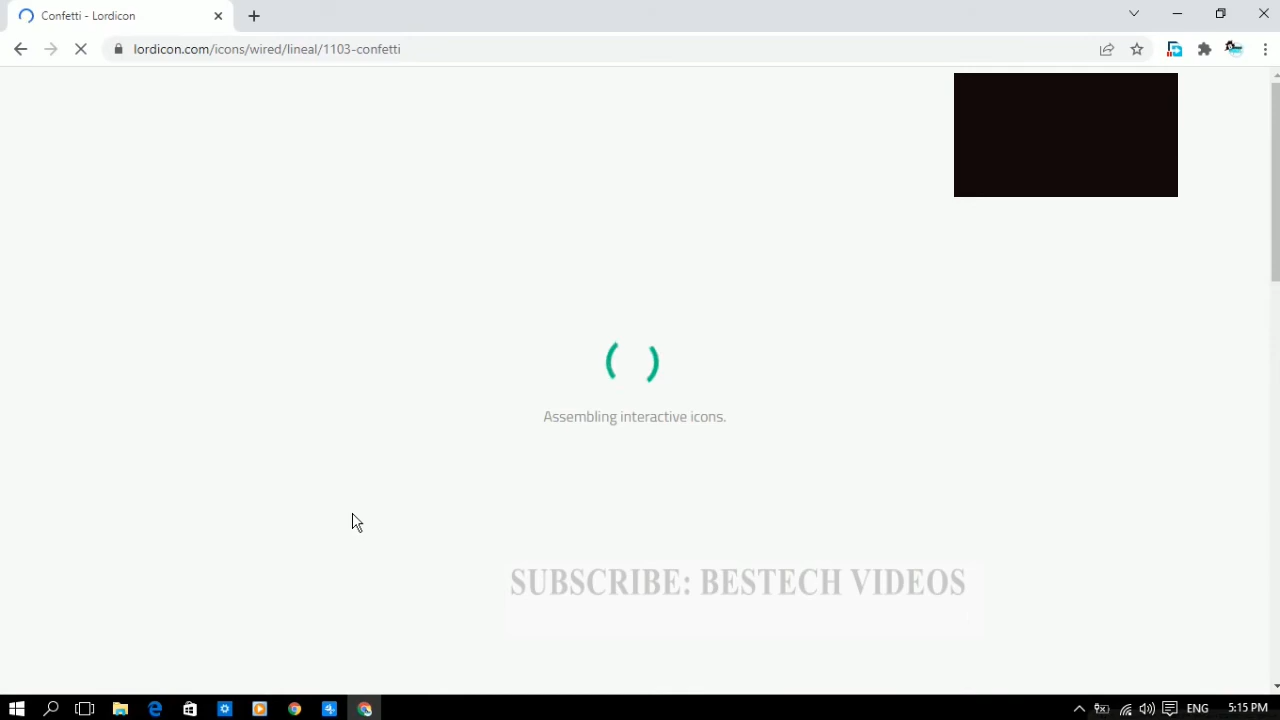 Confetti - Lordicon
lordicon.com/icons/wired/lineal/1103-confetti
Assembling interactive icons.
SUBSCRIBE: BESTECH VIDEOS
ENG
5:15 PM